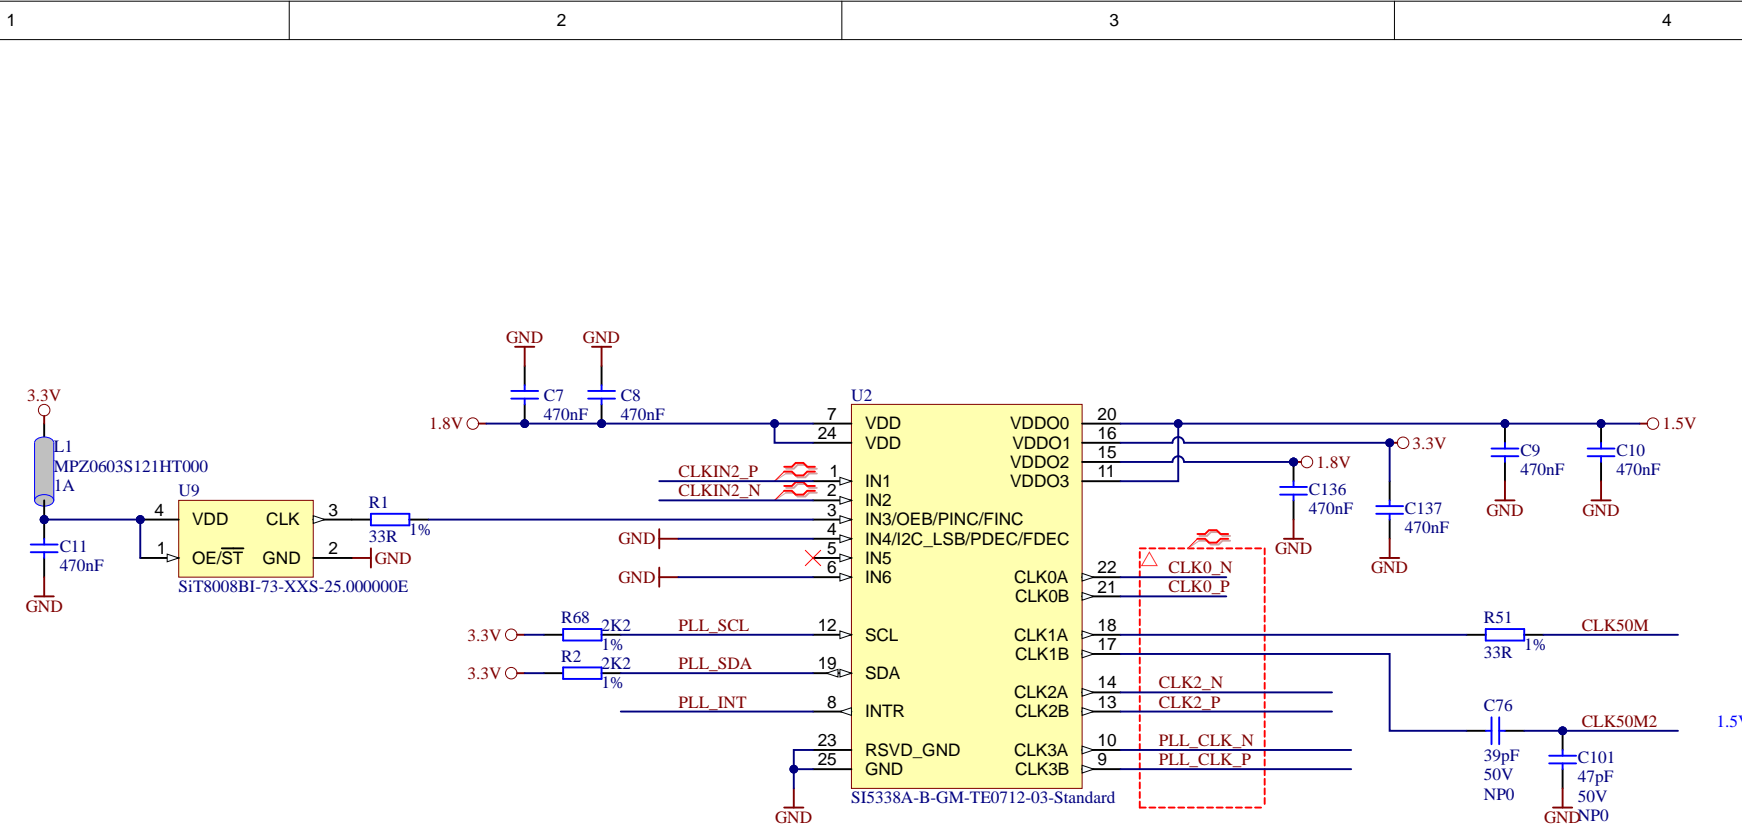 1 2 3 4
3.3V
L1
MPZ0603S121HT000
1A
C11
470nF
GND
U9
4 VDD CLK 3
1 OE/ST GND 2
GND
SiT8008BI-73-XXS-25.000000E
R1
33R
1%
GND GND
C7
470nF
C8
470nF
1.8V
CLKIN2_P
CLKIN2_N
GND
GND
R68
3.3V
2K2
1%
PLL_SCL
R2
3.3V
2K2
1%
PLL_SDA
PLL_INT
GND
U2
7 VDD VDDO0 20
24 VDD VDDO1 16
VDDO2 15
1 IN1 VDDO3 11
2 IN2
3 IN3/OEB/PINC/FINC
4 IN4/I2C_LSB/PDEC/FDEC
5 IN5
6 IN6 CLK0A 22
CLK0B 21
12 SCL CLK1A 18
CLK1B 17
19 SDA
CLK2A 14
8 INTR CLK2B 13
23 RSVD_GND CLK3A 10
25 GND CLK3B 9
SI5338A-B-GM-TE0712-03-Standard
1.5V
3.3V
1.8V
C9
470nF
GND
C10
470nF
GND
C136
470nF
GND
C137
470nF
GND
CLK0_N
CLK0_P
CLK2_N
CLK2_P
PLL_CLK_N
PLL_CLK_P
R51
33R
1%
CLK50M
C76
39pF
50V
NP0
CLK50M2
C101
47pF
50V
NP0
GND
1.5V